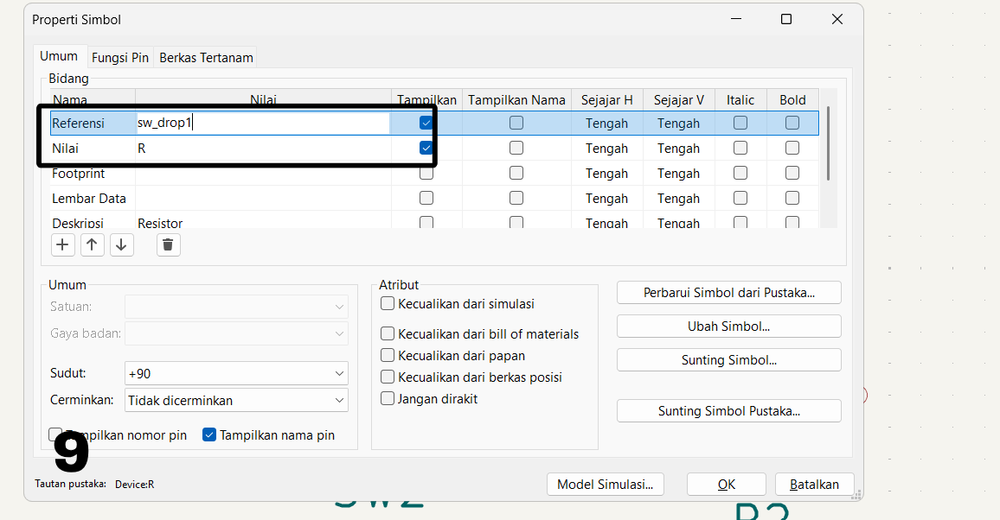 Properti Simbol
Umum Fungsi Pin Berkas Tertanam
Bidang
Nama Nilai Tampilkan Tampilkan Nama Sejajar H Sejajar V Italic Bold
Referensi sw_drop1 Tengah Tengah
Nilai R Tengah Tengah
Footprint Tengah Tengah
Lembar Data Tengah Tengah
Deskripsi Resistor Tengah Tengah
Umum
Satuan:
Gaya badan:
Sudut: +90
Cerminkan: Tidak dicerminkan
Tampilkan nomor pin Tampilkan nama pin
Atribut
Kecualikan dari simulasi
Kecualikan dari bill of materials
Kecualikan dari papan
Kecualikan dari berkas posisi
Jangan dirakit
Perbarui Simbol dari Pustaka...
Ubah Simbol...
Sunting Simbol...
Sunting Simbol Pustaka...
9
Tautan pustaka: Device:R
Model Simulasi... OK Batalkan
SW2
R2